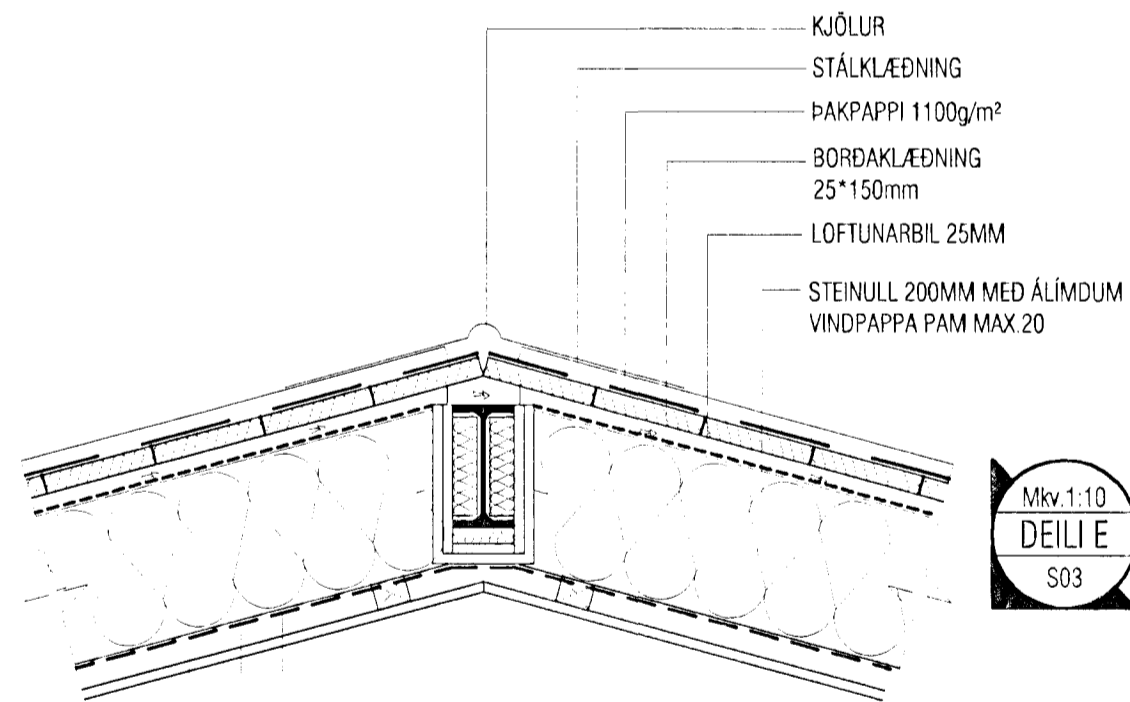 KJÖLUR
STÁLKLÆÐNING
ÞAKPAPPI 1100g/m²
BORÐAKLÆÐNING
25*150mm
LOFTUNARBIL 25MM
STEINULL 200MM MEÐ ÁLÍMDUM
VINDPAPPA PAM MAX.20
Mkv.1:10
DEILI E
S03